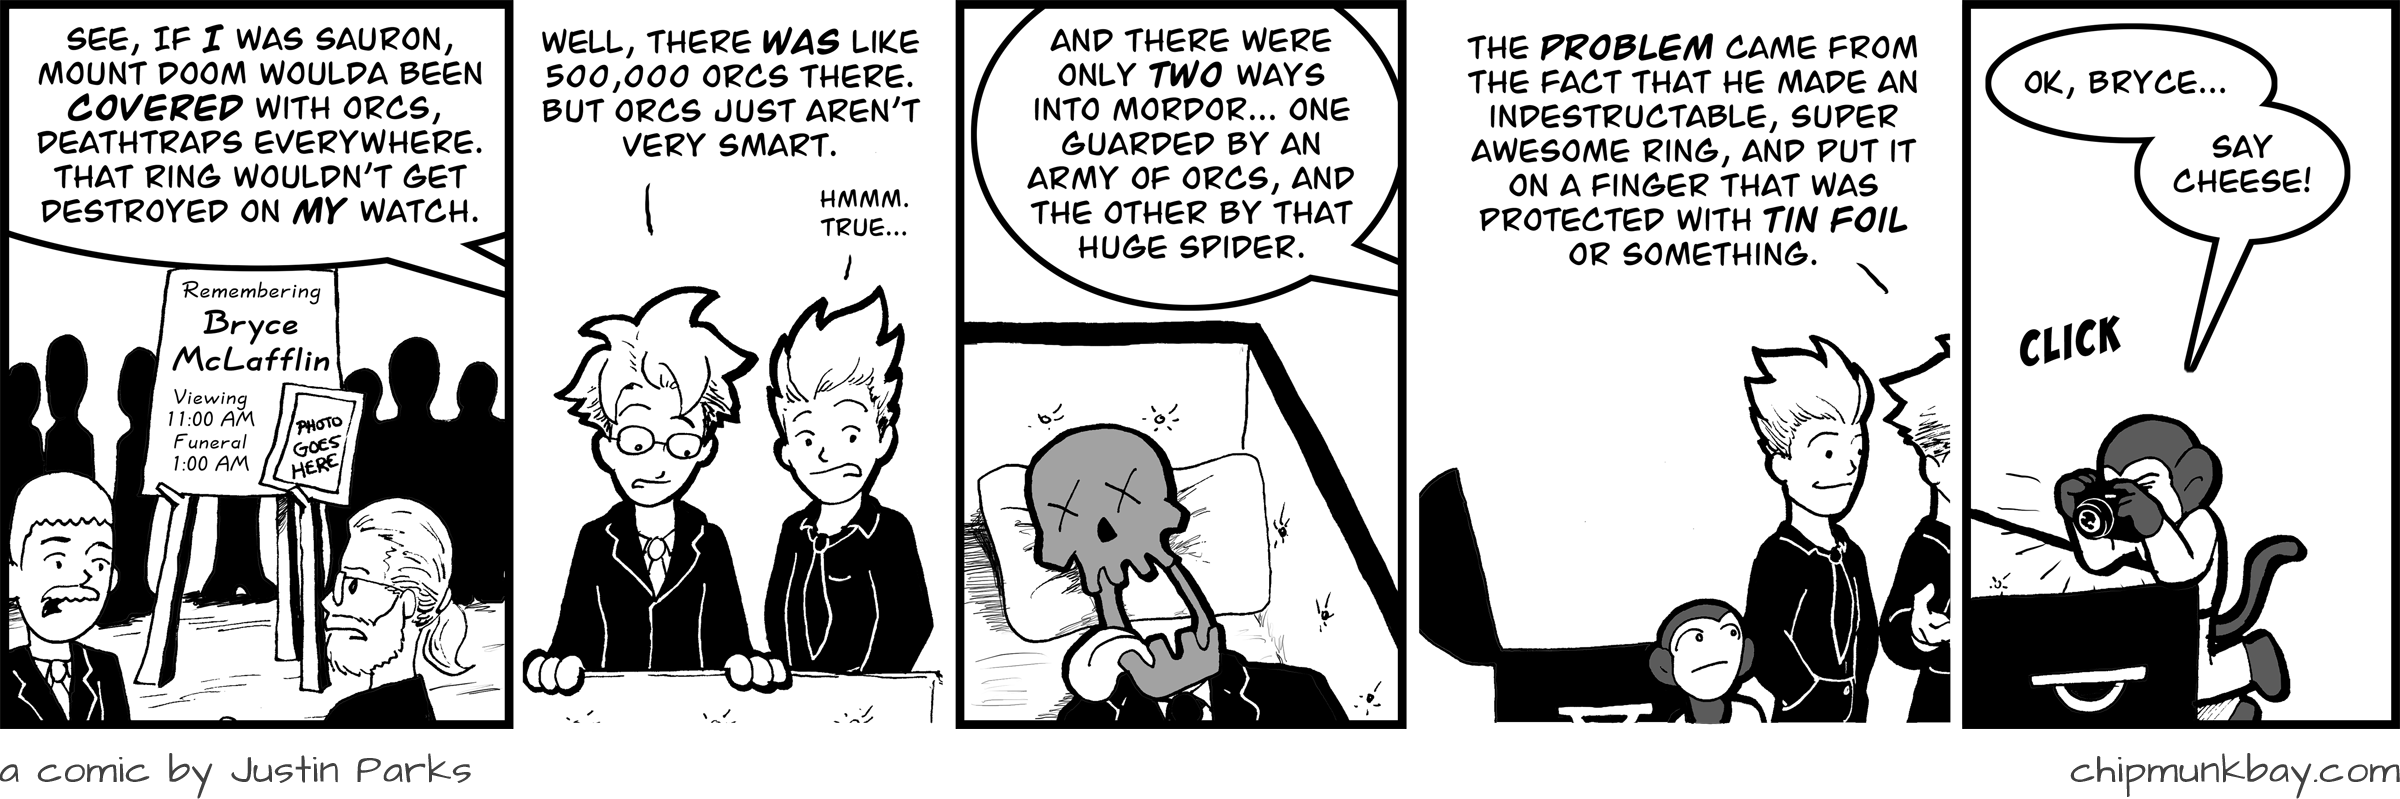 SEE, IF I WAS SAURON,
MOUNT DOOM WOULDA BEEN
COVERED WITH ORCS,
DEATHTRAPS EVERYWHERE.
THAT RING WOULDN'T GET
DESTROYED ON MY WATCH.
Remembering
Bryce
McLafflin
Viewing
11:00 AM
Funeral
1:00 AM
PHOTO
GOES
HERE
WELL, THERE WAS LIKE
500,000 ORCS THERE.
BUT ORCS JUST AREN'T
VERY SMART.
HMMM.
TRUE...
AND THERE WERE
ONLY TWO WAYS
INTO MORDOR... ONE
GUARDED BY AN
ARMY OF ORCS, AND
THE OTHER BY THAT
HUGE SPIDER.
THE PROBLEM CAME FROM
THE FACT THAT HE MADE AN
INDESTRUCTABLE, SUPER
AWESOME RING, AND PUT IT
ON A FINGER THAT WAS
PROTECTED WITH TIN FOIL
OR SOMETHING.
OK, BRYCE...
SAY
CHEESE!
CLICK
a comic by Justin Parks
chipmunkbay.com